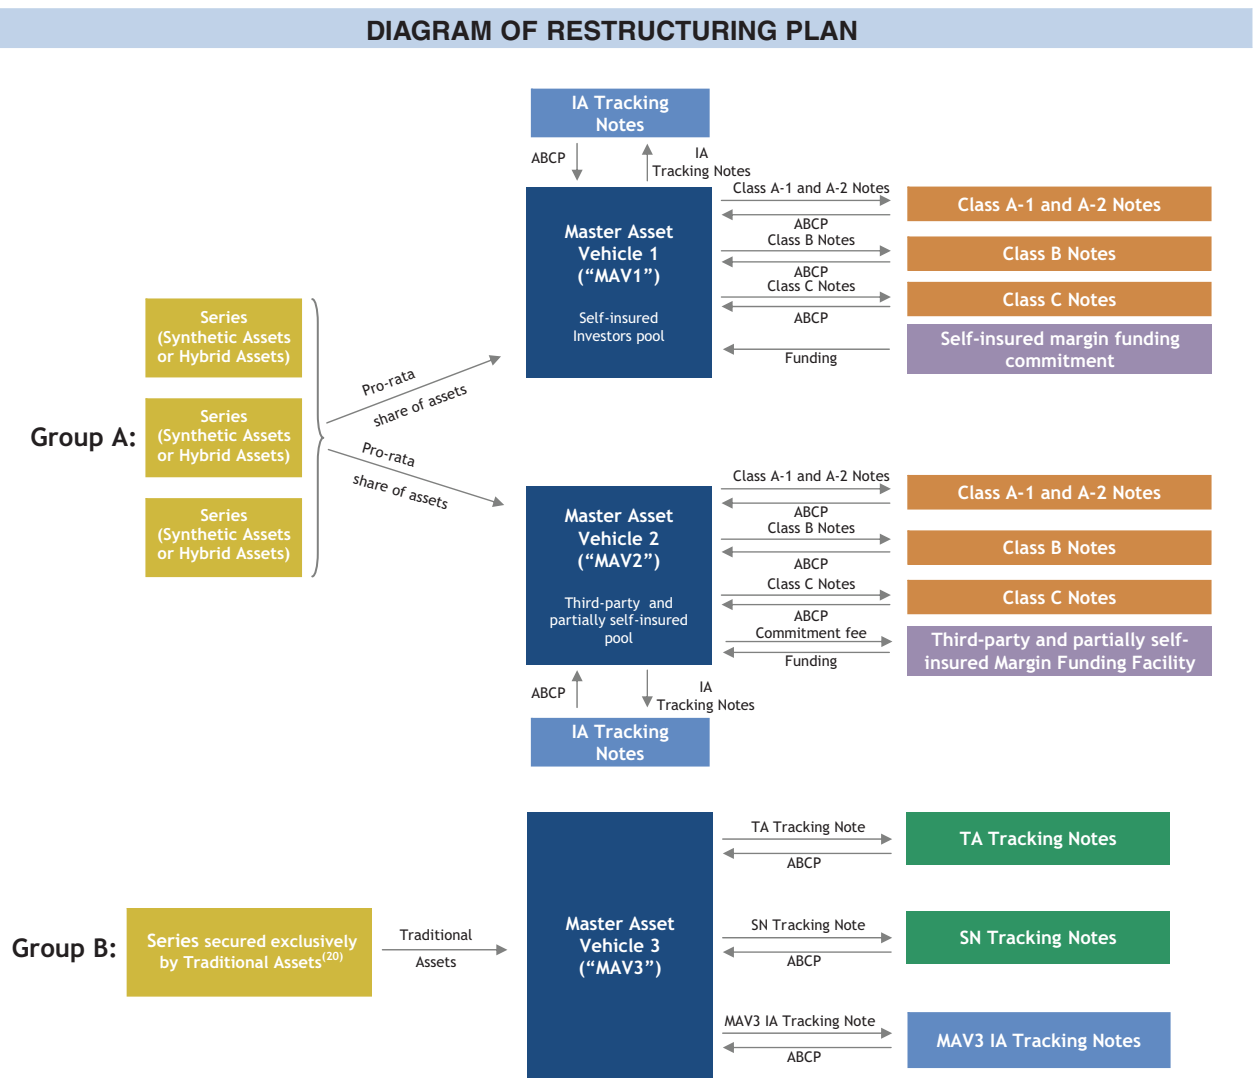 DIAGRAM OF RESTRUCTURING PLAN
IA Tracking
Notes
ABCP
IA
Tracking Notes
Master Asset
Vehicle 1
(“MAV1”)
Self-insured
Investors pool
Class A-1 and A-2 Notes
ABCP
Class B Notes
ABCP
Class C Notes
ABCP
Funding
Class A-1 and A-2 Notes
Class B Notes
Class C Notes
Self-insured margin funding
commitment
Group A:
Series
(Synthetic Assets
or Hybrid Assets)
Series
(Synthetic Assets
or Hybrid Assets)
Series
(Synthetic Assets
or Hybrid Assets)
Pro-rata
share of assets
Pro-rata
share of assets
Master Asset
Vehicle 2
(“MAV2”)
Third-party and
partially self-insured
pool
Class A-1 and A-2 Notes
ABCP
Class B Notes
ABCP
Class C Notes
ABCP
Commitment fee
Funding
Class A-1 and A-2 Notes
Class B Notes
Class C Notes
Third-party and partially self-
insured Margin Funding Facility
ABCP
IA
Tracking Notes
IA Tracking
Notes
Group B:
Series secured exclusively
by Traditional Assets(20)
Traditional
Assets
Master Asset
Vehicle 3
(“MAV3”)
TA Tracking Note
ABCP
SN Tracking Note
ABCP
MAV3 IA Tracking Note
ABCP
TA Tracking Notes
SN Tracking Notes
MAV3 IA Tracking Notes